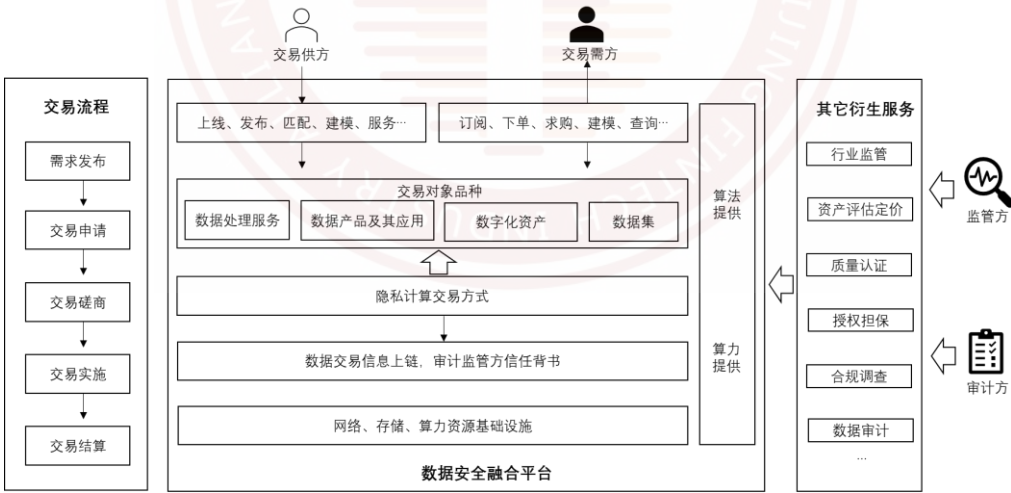 交易供方
交易需方
交易流程
需求发布
交易申请
交易磋商
交易实施
交易结算
上线、发布、匹配、建模、服务…
订阅、下单、求购、建模、查询…
交易对象品种
数据处理服务
数据产品及其应用
数字化资产
数据集
隐私计算交易方式
数据交易信息上链，审计监管方信任背书
网络、存储、算力资源基础设施
算法
提供
算力
提供
数据安全融合平台
其它衍生服务
行业监管
资产评估定价
质量认证
授权担保
合规调查
数据审计
…
监管方
审计方
FINTECH INDUSTRY ALLIAN
IJING